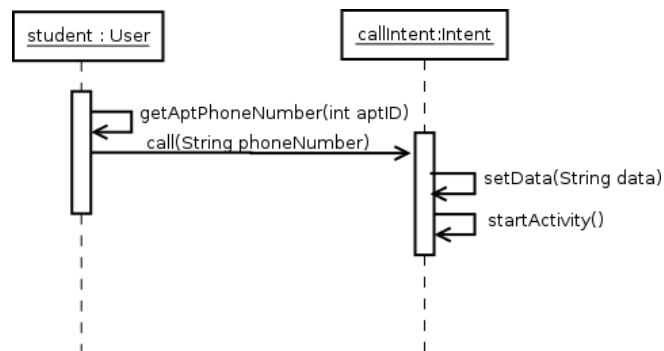 student : User
callIntent:Intent
getAptPhoneNumber(int aptID)
call(String phoneNumber)
setData(String data)
startActivity()